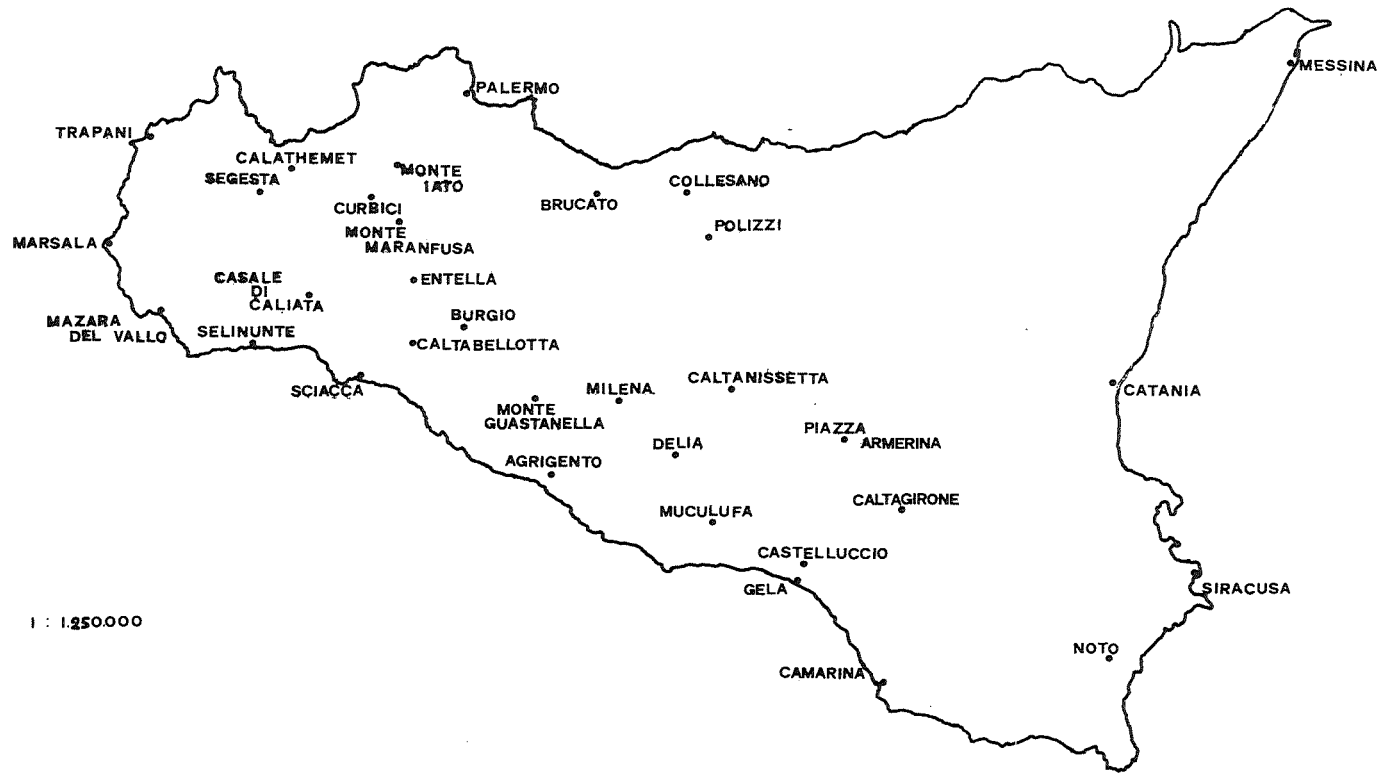 MESSINA
PALERMO
TRAPANI
CALATHEMET
MONTE
IATO
SEGESTA
COLLESANO
BRUCATO
CURBICI
POLIZZI
MONTE
MARANFUSA
MARSALA
ENTELLA
CASALE
DI
CALIATA
BURGIO
MAZARA
DEL VALLO
SELINUNTE
CALTABELLOTTA
SCIACCA
MILENA
CALTANISSETTA
CATANIA
MONTE
GUASTANELLA
PIAZZA
ARMERINA
DELIA
AGRIGENTO
CALTAGIRONE
MUCULUFA
CASTELLUCCIO
GELA
SIRACUSA
1 : 1.250.000
NOTO
CAMARINA